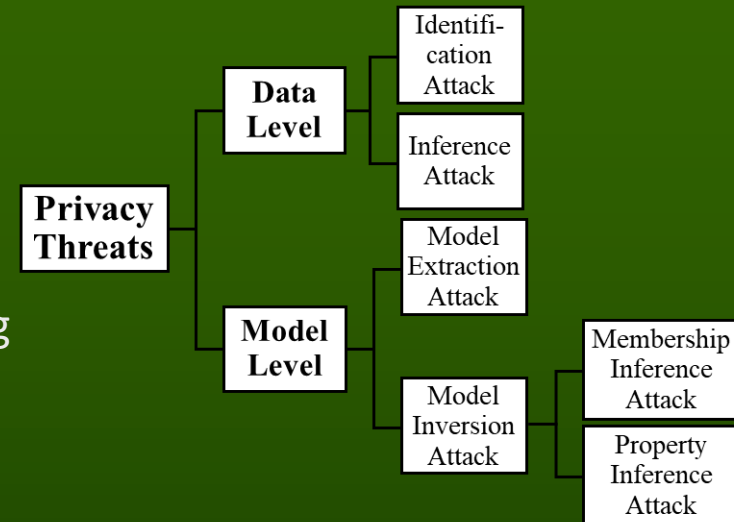 Privacy
Threats
Data
Level
Identifi-
cation
Attack
Inference
Attack
Model
Level
Model
Extraction
Attack
Model
Inversion
Attack
Membership
Inference
Attack
Property
Inference
Attack
g